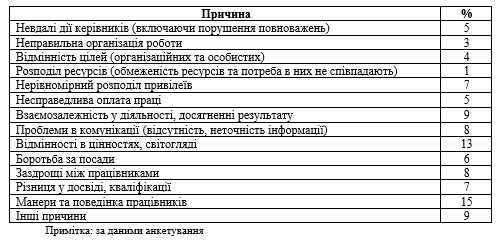 Причина %
Невдалі дії керівників (включаючи порушення повноважень) 5
Неправильна організація роботи 3
Відмінність цілей (організаційних та особистих) 4
Розподіл ресурсів (обмеженість ресурсів та потреба в них не співпадають) 1
Нерівномірний розподіл привілеїв 7
Несправедлива оплата праці 5
Взаємозалежність у діяльності, досягненні результату 9
Проблеми в комунікації (відсутність, неточність інформації) 8
Відмінності в цінностях, світогляді 13
Боротьба за посади 6
Заздрощі між працівниками 8
Різниця у досвіді, кваліфікації 7
Манери та поведінка працівників 15
Інші причини 9
Примітка: за даними анкетування